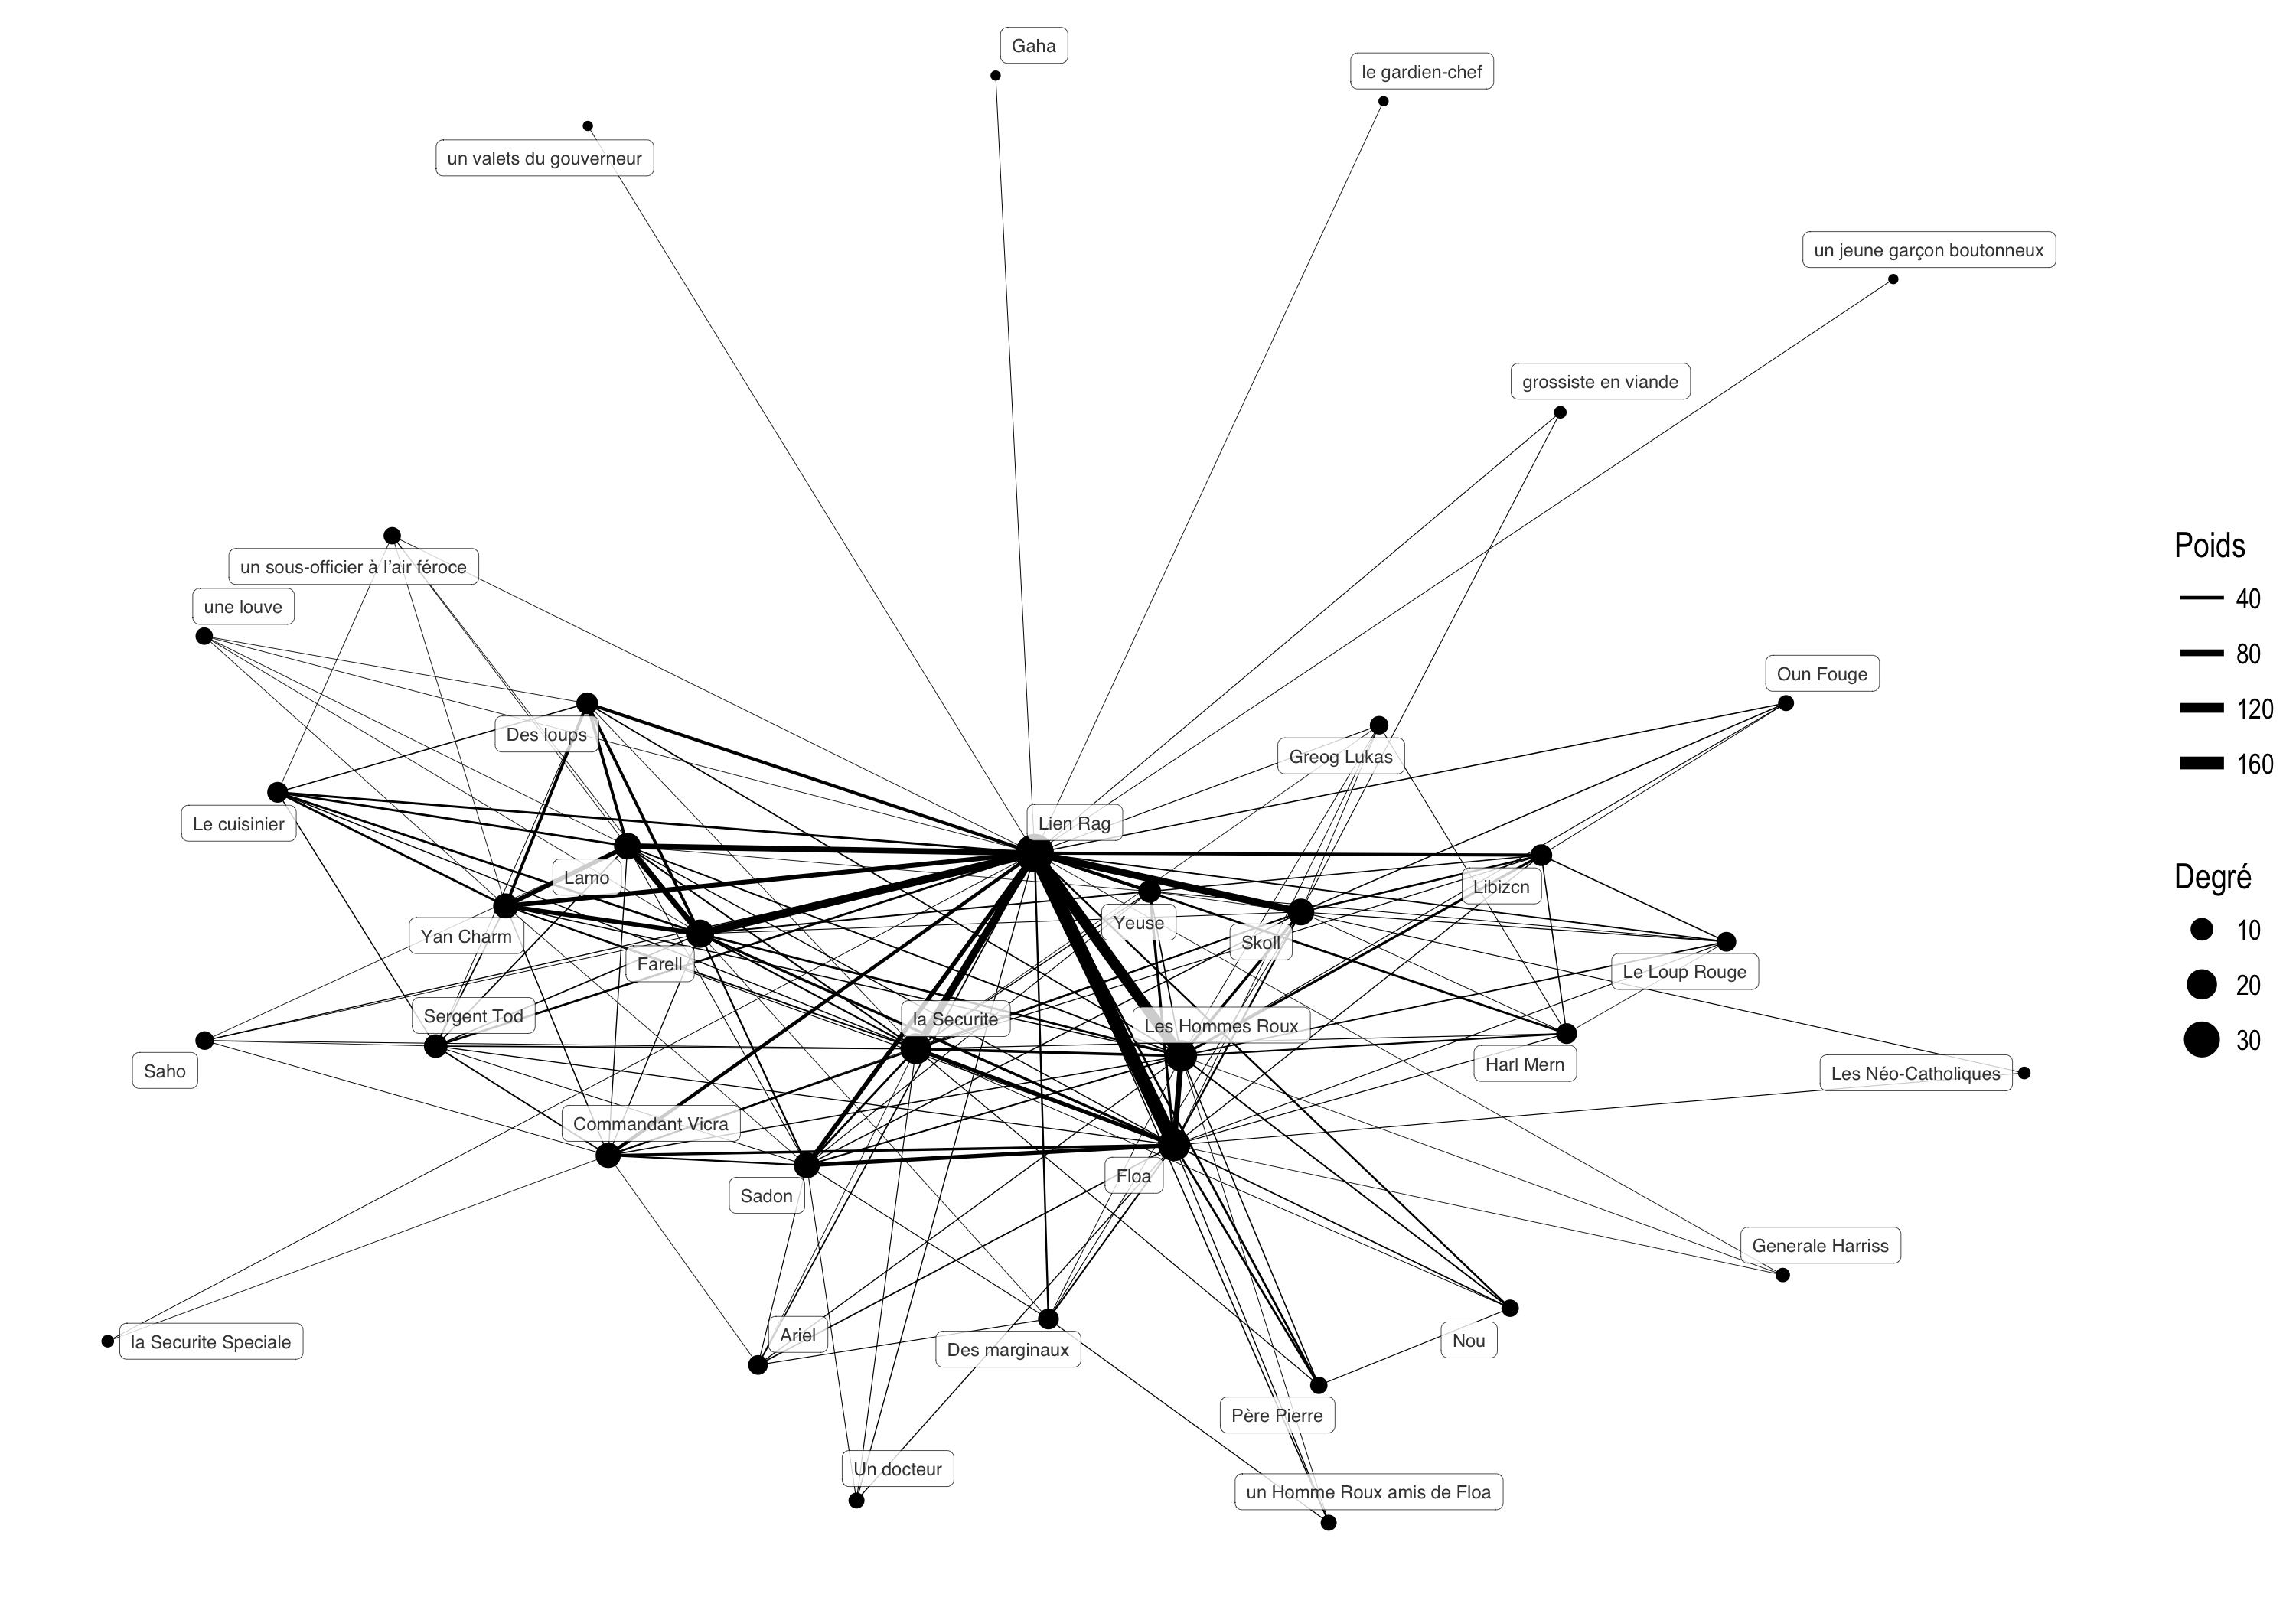 Gaha
le gardien-chef
un valets du gouverneur
un jeune garçon boutonneux
grossiste en viande
un sous-officier à l'air féroce
une louve
Oun Fouge
Des loups
Greog Lukas
Le cuisinier
Lien Rag
Lamo
Libizcn
Yan Charm
Yeuse
Skoll
Farell
Le Loup Rouge
Sergent Tod
la Securite
Les Hommes Roux
Saho
Harl Mern
Les Néo-Catholiques
Commandant Vicra
Sadon
Floa
Generale Harriss
la Securite Speciale
Ariel
Des marginaux
Nou
Père Pierre
Un docteur
un Homme Roux amis de Floa
Poids
40
80
120
160
Degré
10
20
30